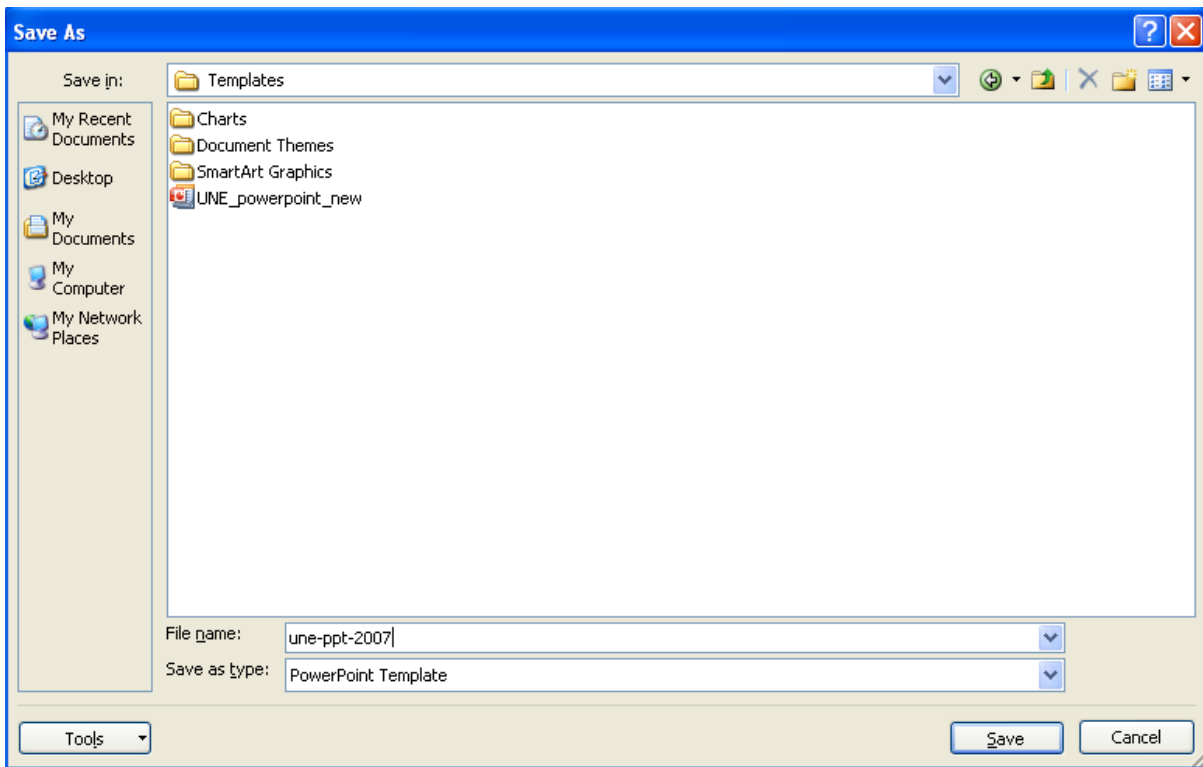 Save As
Save in:
Templates
My Recent
Documents
Desktop
My
Documents
My
Computer
My Network
Places
Charts
Document Themes
SmartArt Graphics
UNE_powerpoint_new
File name:
une-ppt-2007
Save as type:
PowerPoint Template
Tools
Save
Cancel